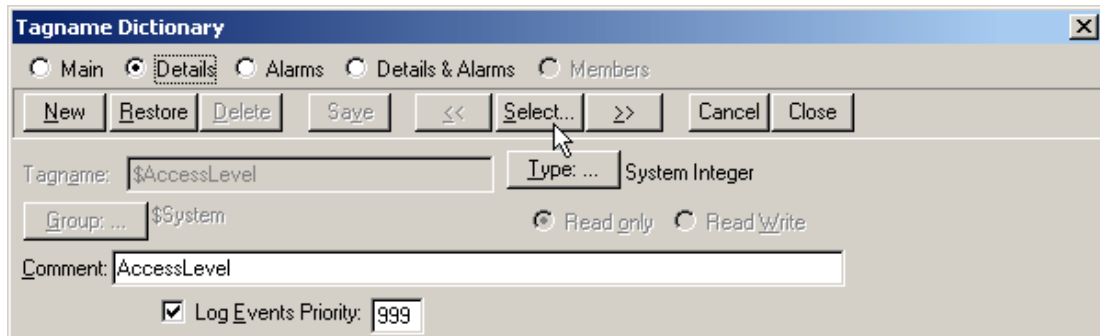 Tagname Dictionary
Main Details Alarms Details & Alarms Members
New Restore Delete Save << Select... >> Cancel Close
Tagname: $AccessLevel Type: ... System Integer
Group: ... $System Read only Read Write
Comment: AccessLevel
Log Events Priority: 999